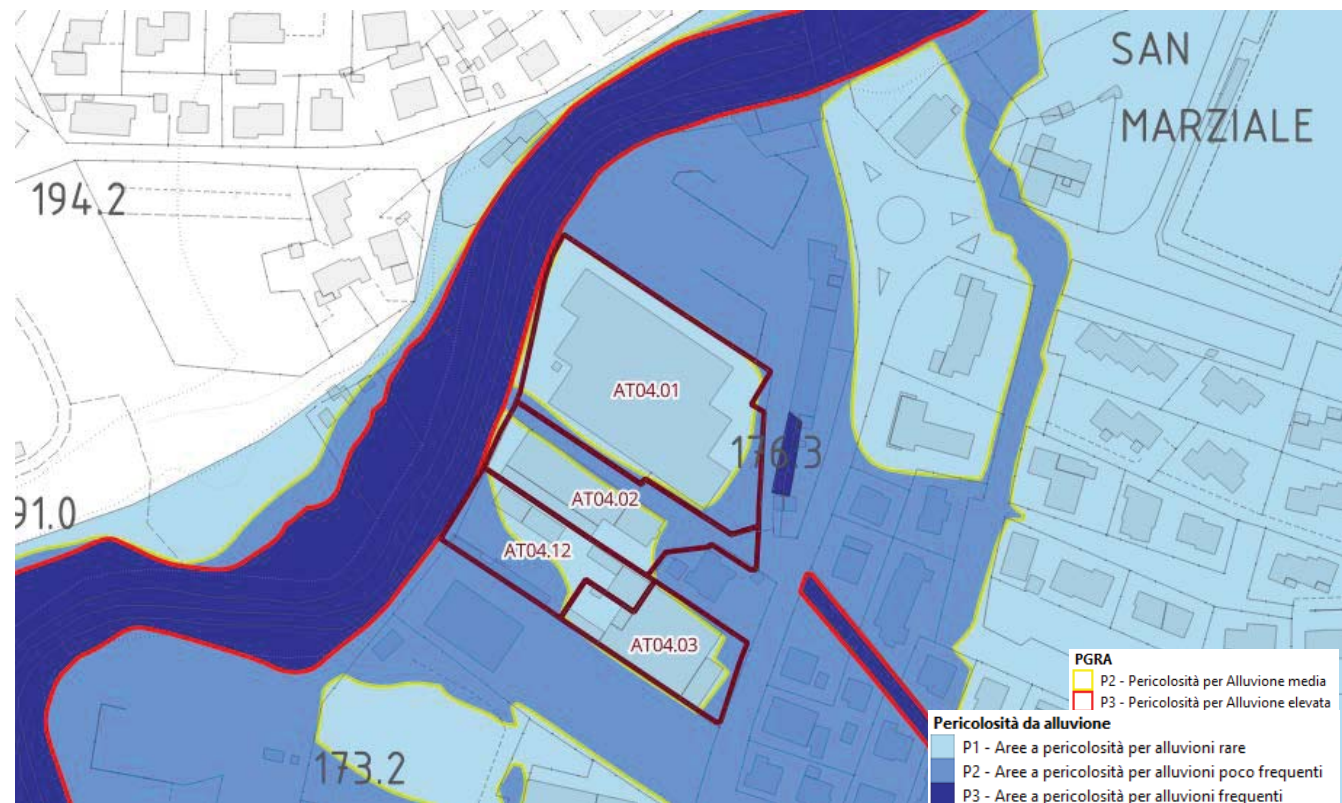 SAN
MARZIALE
194.2
AT04.01
176.3
AT04.02
91.0
AT04.12
AT04.03
173.2
PGRA
P2 - Pericolosità per Alluvione media
P3 - Pericolosità per Alluvione elevata
Pericolosità da alluvione
P1 - Aree a pericolosità per alluvioni rare
P2 - Aree a pericolosità per alluvioni poco frequenti
P3 - Aree a pericolosità per alluvioni frequenti